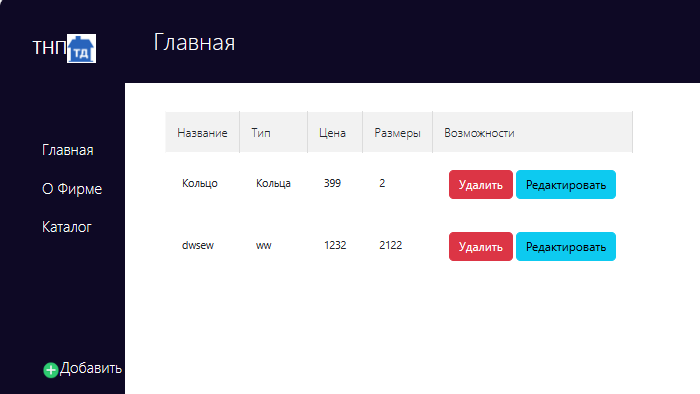 ТНП ТД
Главная
Главная
О Фирме
Каталог
Добавить
Название Тип Цена Размеры Возможности
Кольцо Кольца 399 2 Удалить Редактировать
dwsew ww 1232 2122 Удалить Редактировать